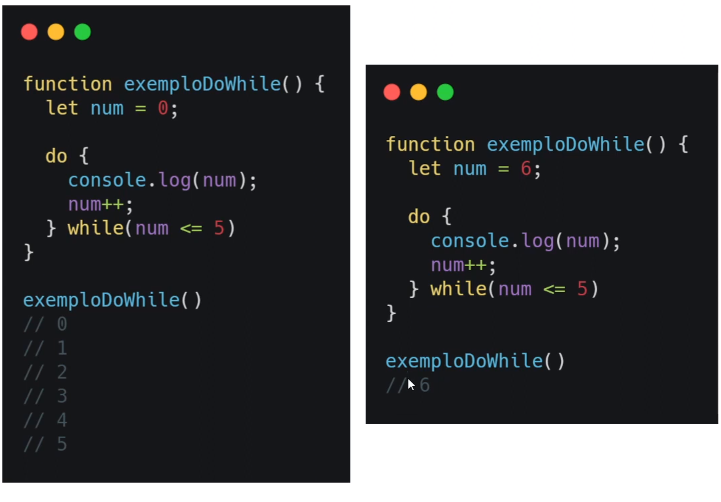 function exemploDoWhile() {
  let num = 0;

  do {
    console.log(num);
    num++;
  } while(num <= 5)
}

exemploDoWhile()
// 0
// 1
// 2
// 3
// 4
// 5

function exemploDoWhile() {
  let num = 6;

  do {
    console.log(num);
    num++;
  } while(num <= 5)
}

exemploDoWhile()
// 6